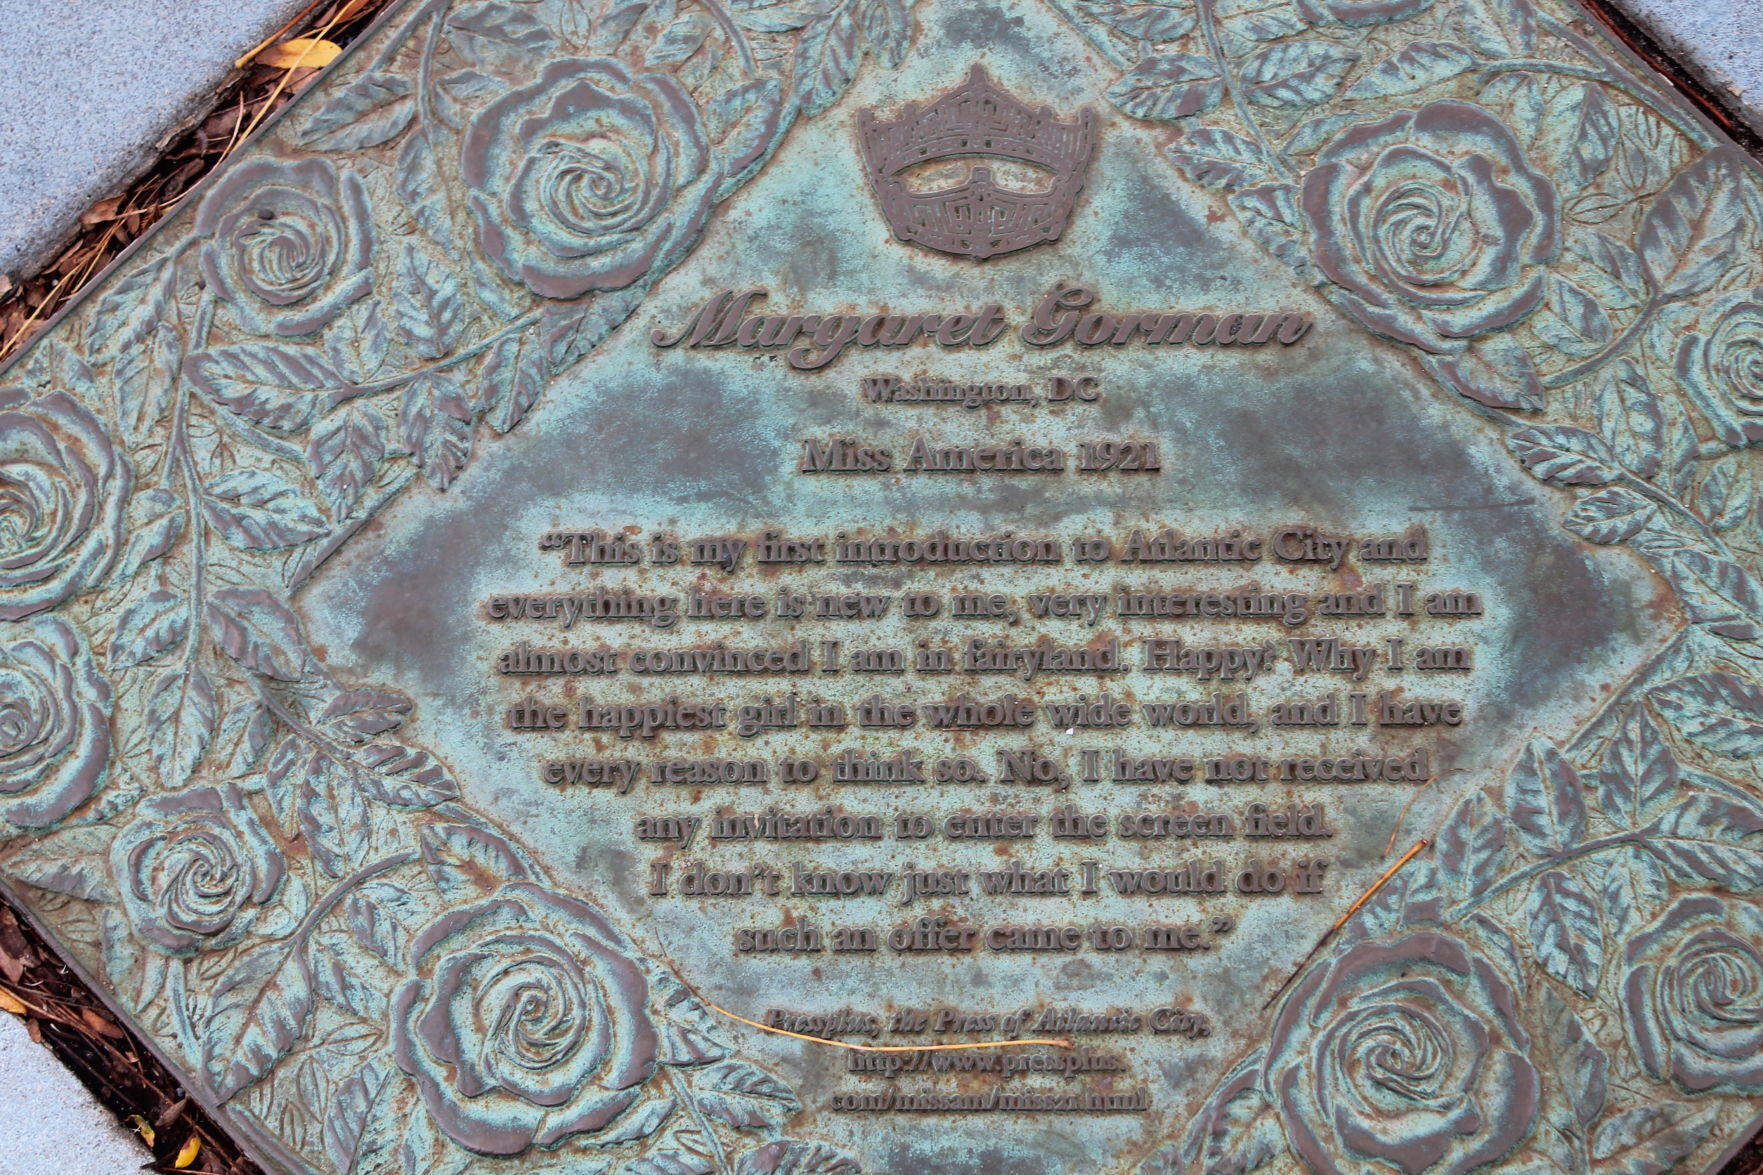 Margaret Gorman
Washington, DC
Miss America 1921
“This is my first introduction to Atlantic City and
everything here is new to me, very interesting and I am
almost convinced I am in fairyland. Happy? Why I am
the happiest girl in the whole wide world, and I have
every reason to think so. No, I have not received
any invitation to enter the screen field.
I don’t know just what I would do if
such an offer came to me.”
Pressplus, the Press of Atlantic City,
http://www.pressplus.
com/missam/miss21.html